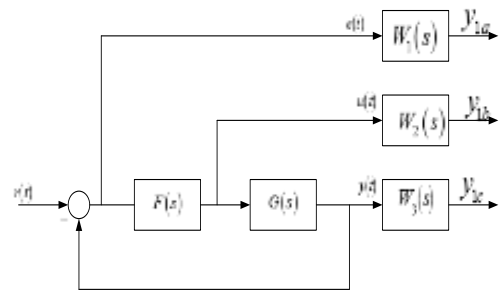 e(t) W₁(s) y₁ₐ
u(t) W₂(s) y₁b
r(t) F(s) G(s) y(t) W₃(s) y₁c
−